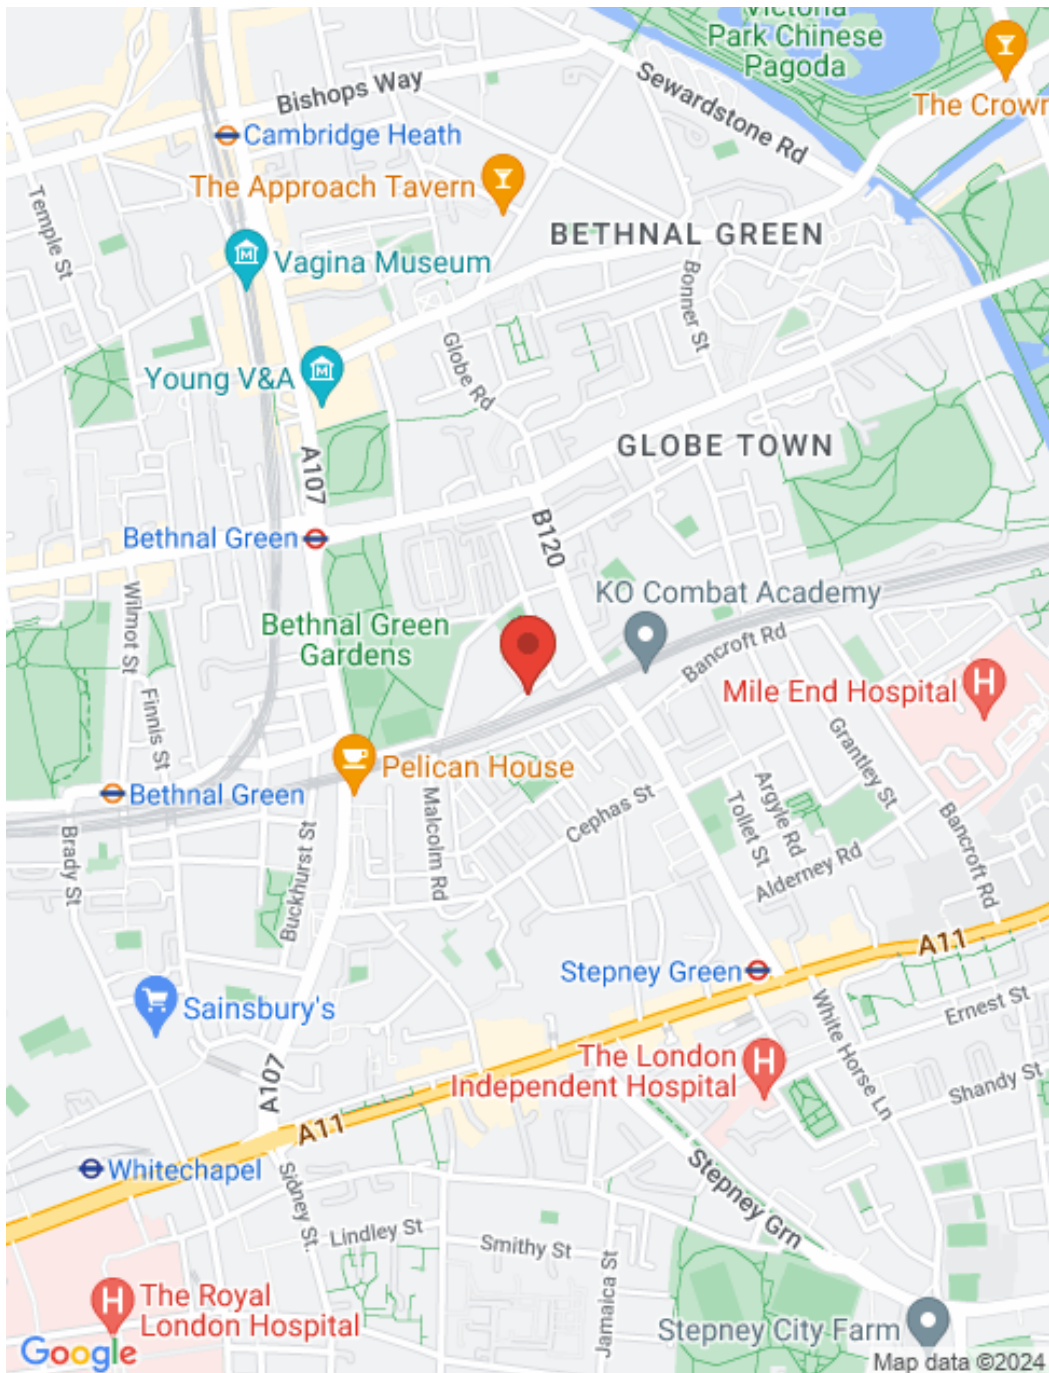 Victoria
Park Chinese
Pagoda
The Crown
Bishops Way
Sewardstone Rd
Cambridge Heath
The Approach Tavern
Temple St
BETHNAL GREEN
Vagina Museum
Bonner St
Globe Rd
Young V&A
GLOBE TOWN
A107
Bethnal Green
B120
KO Combat Academy
Wilmot St
Bethnal Green
Gardens
Bancroft Rd
Mile End Hospital
Finnis St
Grantley St
Pelican House
Bethnal Green
Malcolm Rd
Cephas St
Argyle Rd
Tollet St
Brady St
Buckhurst St
Alderney Rd
Bancroft Rd
A11
Stepney Green
Sainsbury's
White Horse Ln
Ernest St
A107
The London
Independent Hospital
Shandy St
A11
Whitechapel
Sidney St.
Stepney Grn
Lindley St
Smithy St
Jamaica St
The Royal
London Hospital
Stepney City Farm
Google
Map data ©2024